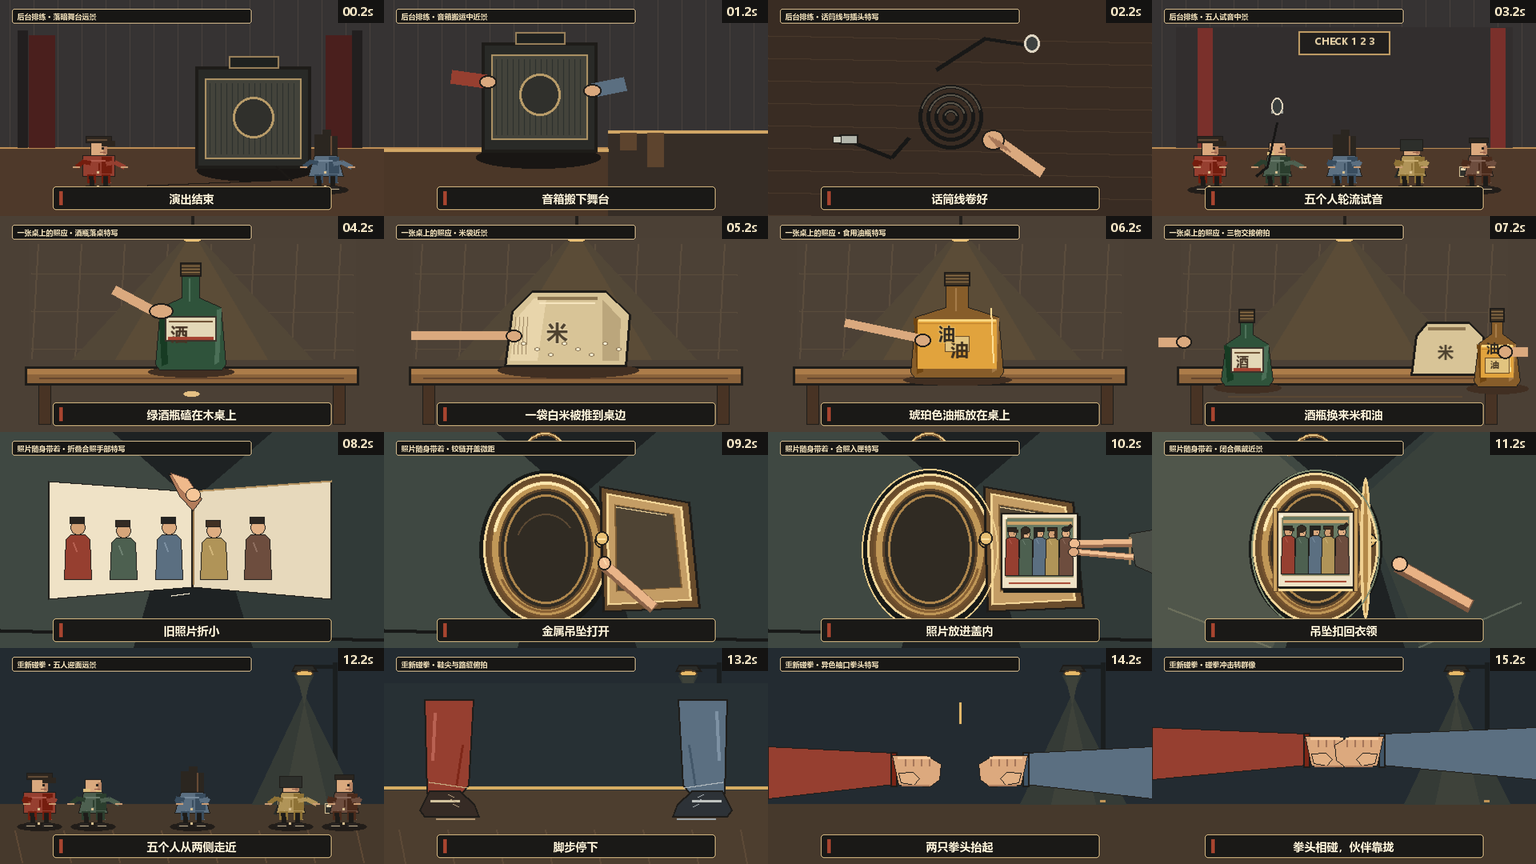 后台排练·落暗舞台远景
00.2s
演出结束
后台排练·音箱搬运中近景
01.2s
音箱搬下舞台
后台排练·话筒线与插头特写
02.2s
话筒线卷好
后台排练·五人试音中景
03.2s
CHECK 1 2 3
五个人轮流试音
一张桌上的照应·酒瓶落桌特写
04.2s
酒
绿酒瓶磕在木桌上
一张桌上的照应·米袋近景
05.2s
米
一袋白米被推到桌边
一张桌上的照应·食用油瓶特写
06.2s
油
油
琥珀色油瓶放在桌上
一张桌上的照应·三物交接俯拍
07.2s
酒
米
油
油
酒瓶换来米和油
照片随身带着·折叠合照手部特写
08.2s
旧照片折小
照片随身带着·铰链开盖微距
09.2s
金属吊坠打开
照片随身带着·合照入匣特写
10.2s
照片放进盖内
照片随身带着·闭合佩戴近景
11.2s
吊坠扣回衣领
重新碰拳·五人迎面远景
12.2s
五个人从两侧走近
重新碰拳·鞋尖与路砖俯拍
13.2s
脚步停下
重新碰拳·异色袖口拳头特写
14.2s
两只拳头抬起
重新碰拳·碰拳冲击转群像
15.2s
拳头相碰，伙伴靠拢